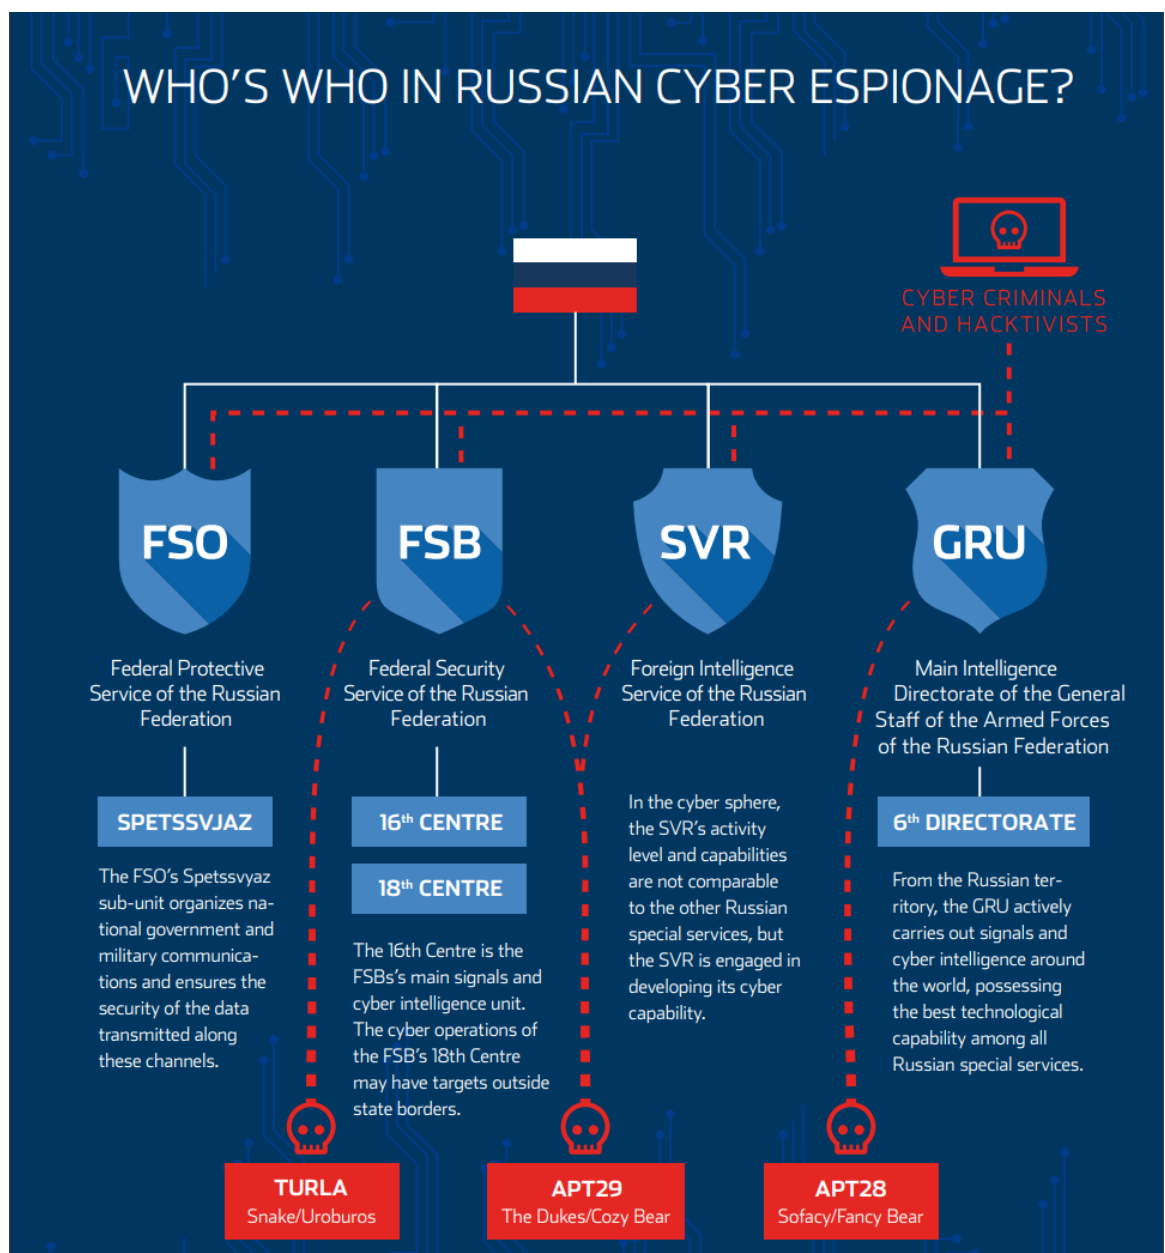 WHO'S WHO IN RUSSIAN CYBER ESPIONAGE?
CYBER CRIMINALS
AND HACKTIVISTS
FSO
Federal Protective
Service of the Russian
Federation
SPETSSVJAZ
The FSO's Spetssvyaz
sub-unit organizes na-
tional government and
military communica-
tions and ensures the
security of the data
transmitted along
these channels.
FSB
Federal Security
Service of the Russian
Federation
16th CENTRE
18th CENTRE
The 16th Centre is the
FSBs's main signals and
cyber intelligence unit.
The cyber operations of
the FSB's 18th Centre
may have targets outside
state borders.
SVR
Foreign Intelligence
Service of the Russian
Federation
In the cyber sphere,
the SVR's activity
level and capabilities
are not comparable
to the other Russian
special services, but
the SVR is engaged in
developing its cyber
capability.
GRU
Main Intelligence
Directorate of the General
Staff of the Armed Forces
of the Russian Federation
6th DIRECTORATE
From the Russian ter-
ritory, the GRU actively
carries out signals and
cyber intelligence around
the world, possessing
the best technological
capability among all
Russian special services.
TURLA
Snake/Uroburos
APT29
The Dukes/Cozy Bear
APT28
Sofacy/Fancy Bear